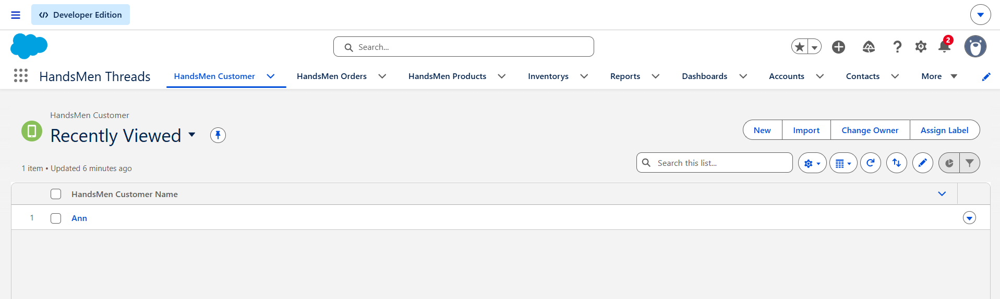 Developer Edition
Search...
2
HandsMen Threads
HandsMen Customer
HandsMen Orders
HandsMen Products
Inventorys
Reports
Dashboards
Accounts
Contacts
More
HandsMen Customer
Recently Viewed
New
Import
Change Owner
Assign Label
1 item • Updated 6 minutes ago
Search this list...
HandsMen Customer Name
1
Ann